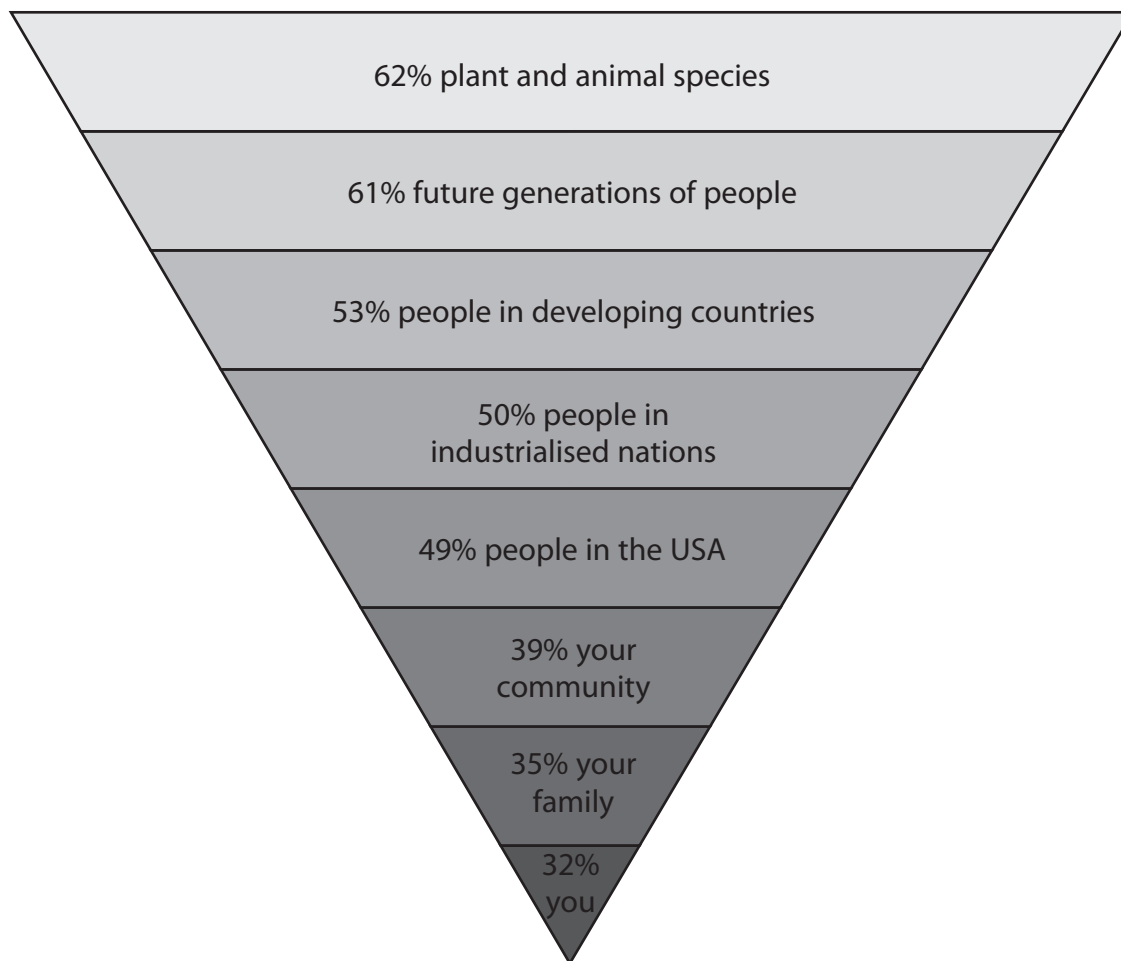 62% plant and animal species
61% future generations of people
53% people in developing countries
50% people in
industrialised nations
49% people in the USA
39% your
community
35% your
family
32%
you